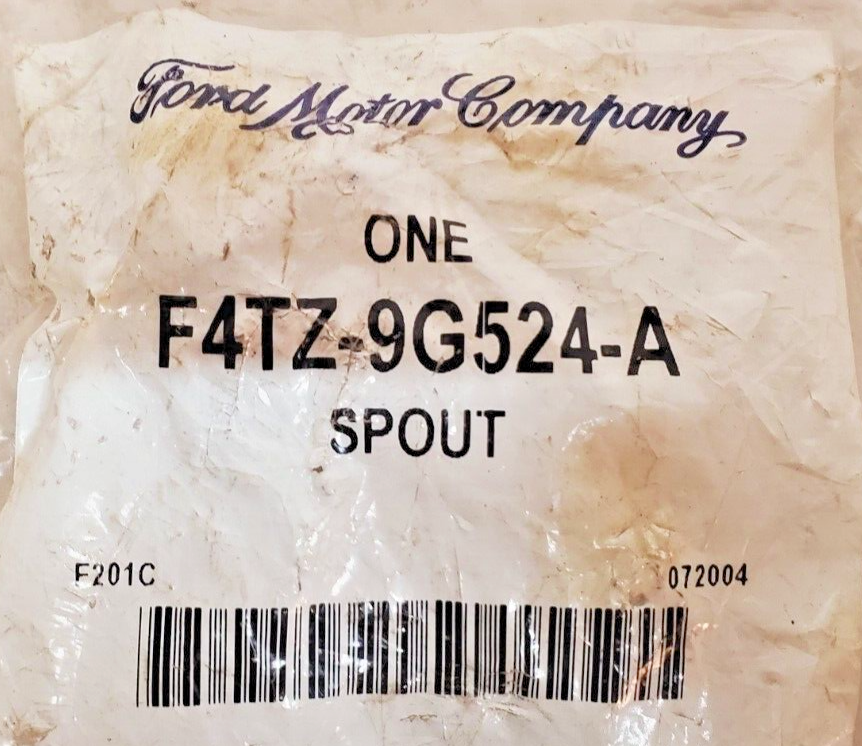 Ford Motor Company
ONE
F4TZ-9G524-A
SPOUT
F201C 072004